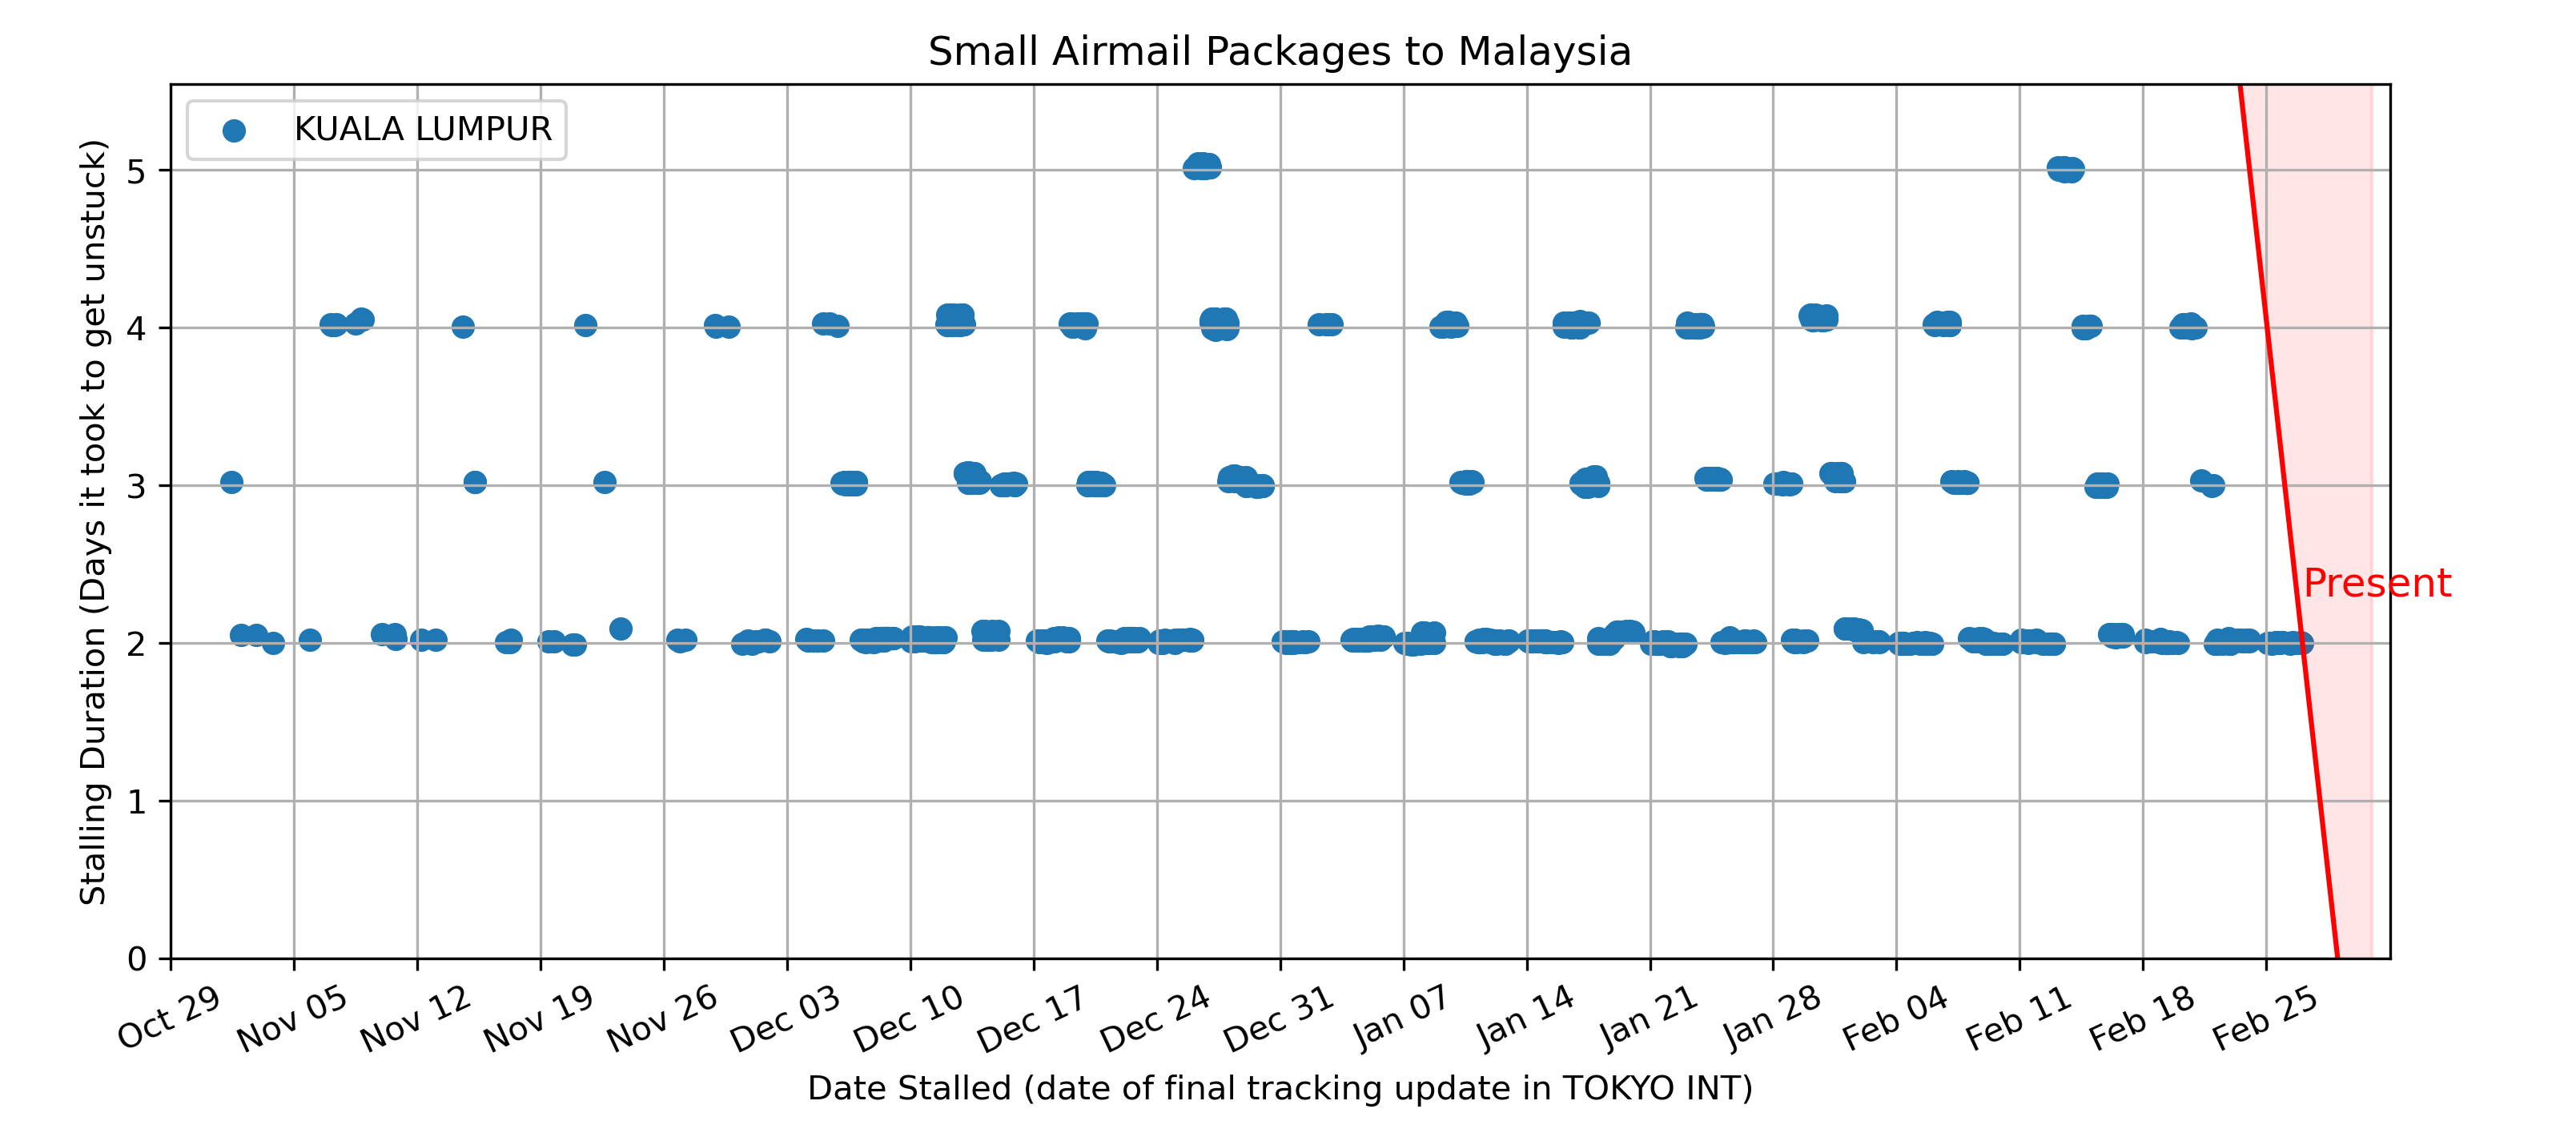 Small Airmail Packages to Malaysia
KUALA LUMPUR
Stalling Duration (Days it took to get unstuck)
5
4
3
2
1
0
Present
Oct 29
Nov 05
Nov 12
Nov 19
Nov 26
Dec 03
Dec 10
Dec 17
Dec 24
Dec 31
Jan 07
Jan 14
Jan 21
Jan 28
Feb 04
Feb 11
Feb 18
Feb 25
Date Stalled (date of final tracking update in TOKYO INT)